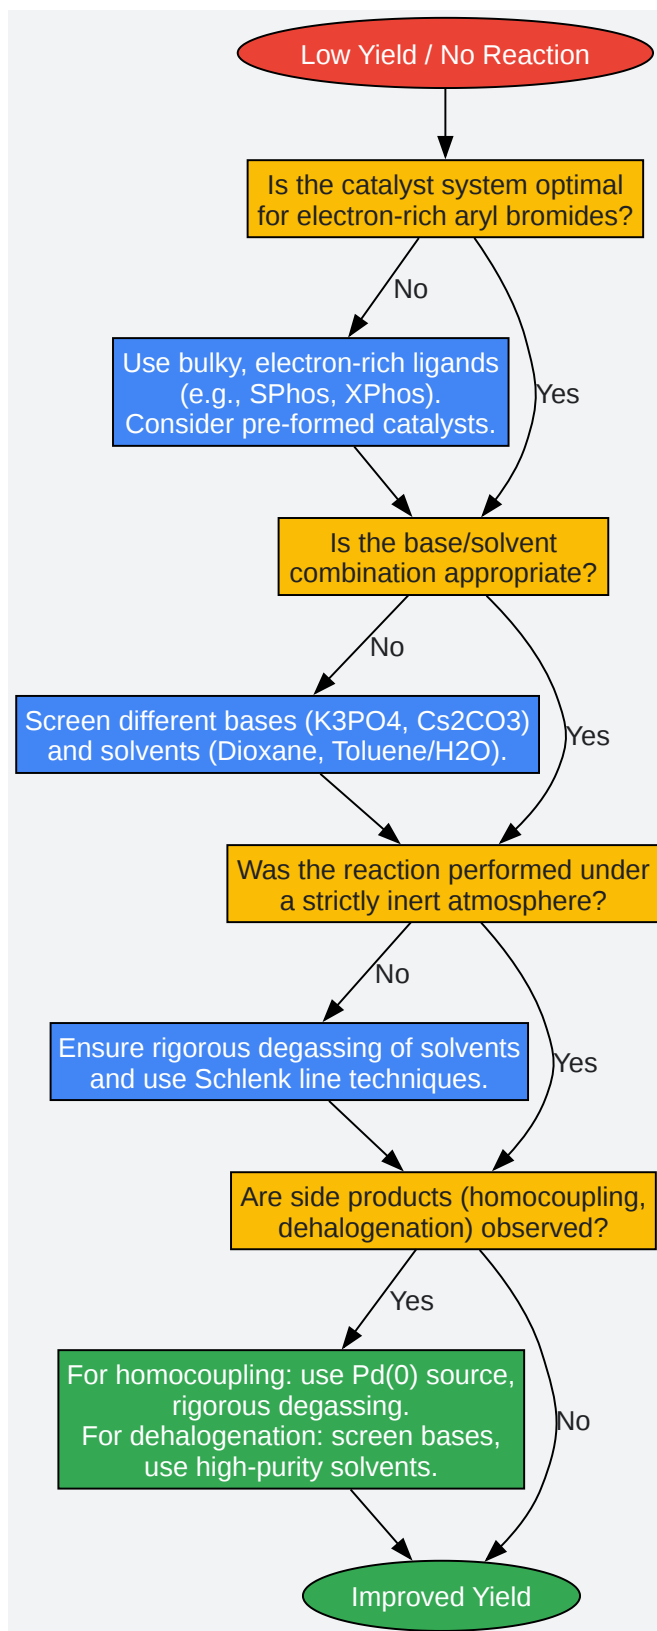 Low Yield / No Reaction
Is the catalyst system optimal
for electron-rich aryl bromides?
No
Use bulky, electron-rich ligands
(e.g., SPhos, XPhos).
Consider pre-formed catalysts.
Yes
Is the base/solvent
combination appropriate?
No
Screen different bases (K3PO4, Cs2CO3)
and solvents (Dioxane, Toluene/H2O).
Yes
Was the reaction performed under
a strictly inert atmosphere?
No
Ensure rigorous degassing of solvents
and use Schlenk line techniques.
Yes
Are side products (homocoupling,
dehalogenation) observed?
Yes
For homocoupling: use Pd(0) source,
rigorous degassing.
For dehalogenation: screen bases,
use high-purity solvents.
No
Improved Yield